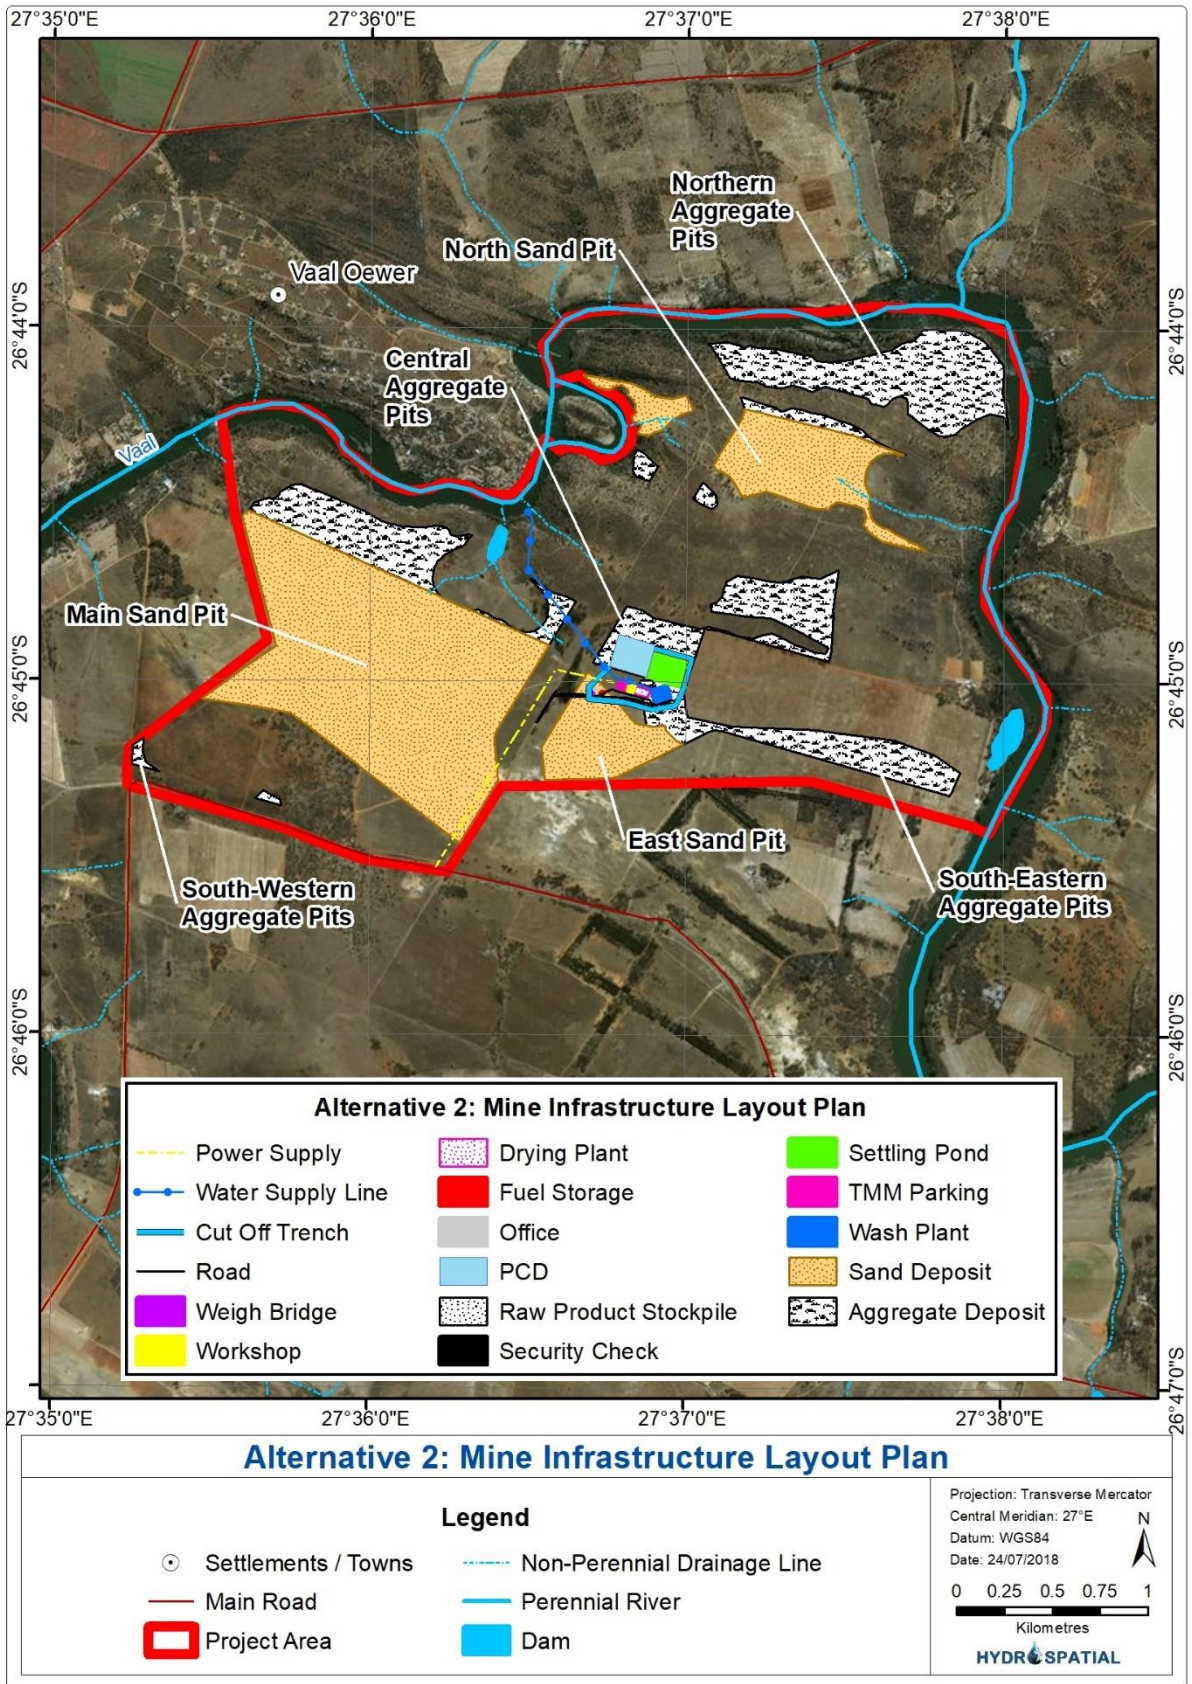 27°35'0"E
27°36'0"E
27°37'0"E
27°38'0"E
Northern
Aggregate
Pits
North Sand Pit
Vaal Oewer
26°44'0"S
26°44'0"S
Central
Aggregate
Pits
Vaal
Main Sand Pit
26°45'0"S
26°45'0"S
East Sand Pit
South-Western
Aggregate Pits
South-Eastern
Aggregate Pits
26°46'0"S
26°46'0"S
Alternative 2: Mine Infrastructure Layout Plan
Power Supply
Water Supply Line
Cut Off Trench
Road
Weigh Bridge
Workshop
Drying Plant
Fuel Storage
Office
PCD
Raw Product Stockpile
Security Check
Settling Pond
TMM Parking
Wash Plant
Sand Deposit
Aggregate Deposit
26°47'0"S
27°35'0"E
27°36'0"E
27°37'0"E
27°38'0"E
Alternative 2: Mine Infrastructure Layout Plan
Legend
Settlements / Towns
Main Road
Project Area
Non-Perennial Drainage Line
Perennial River
Dam
Projection: Transverse Mercator
Central Meridian: 27°E
Datum: WGS84
Date: 24/07/2018
N
0 0.25 0.5 0.75 1
Kilometres
HYDROSPATIAL